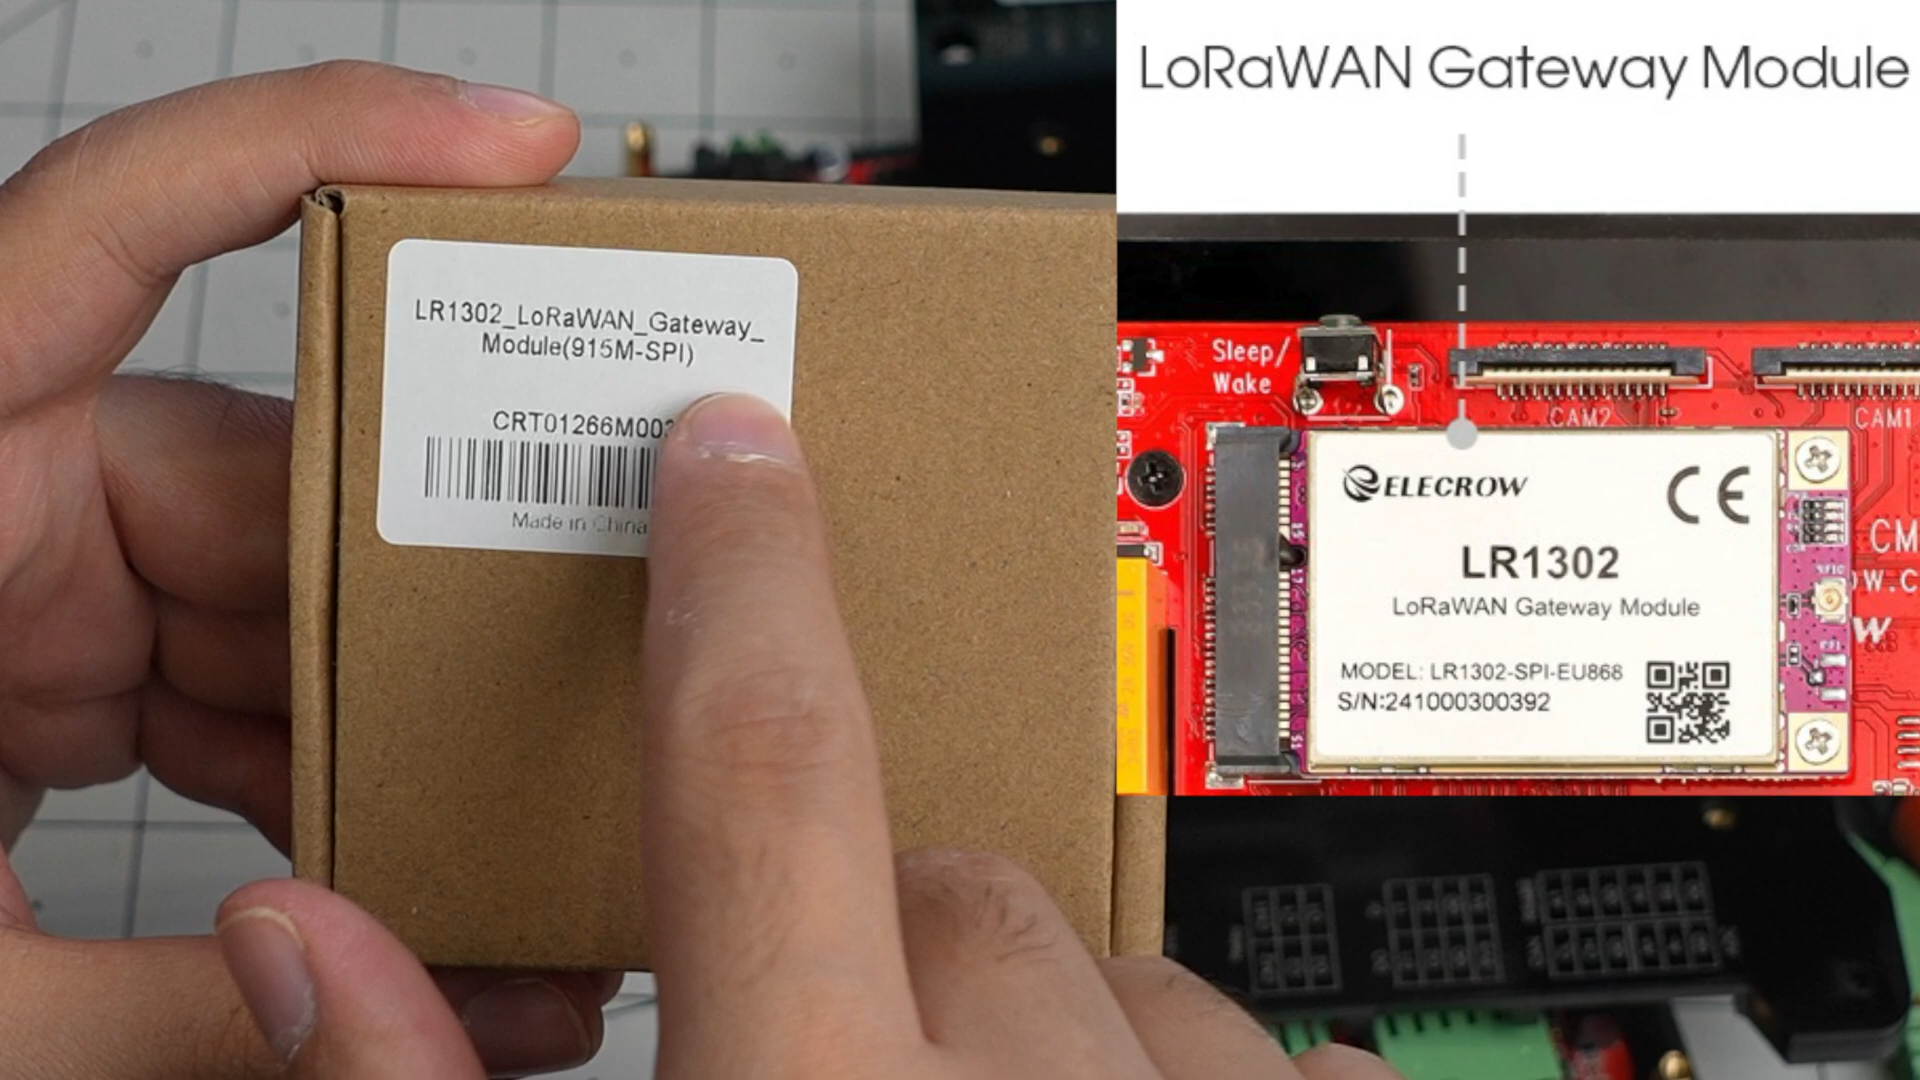 LR1302_LoRaWAN_Gateway_
Module(915M-SPI)
Made in China
LoRaWAN Gateway Module
Sleep/
Wake
CAM2
CAM1
ELECROW
CE
LR1302
LoRaWAN Gateway Module
MODEL: LR1302-SPI-EU868
S/N:241000300392